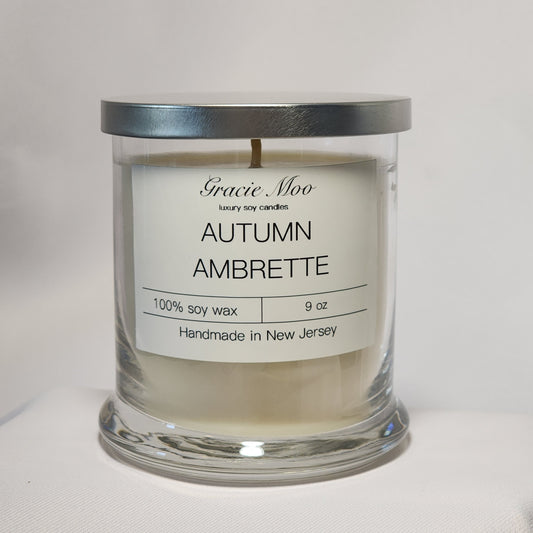 Gracie Moo
luxury soy candles
AUTUMN
AMBRETTE
100% soy wax 9 oz
Handmade in New Jersey